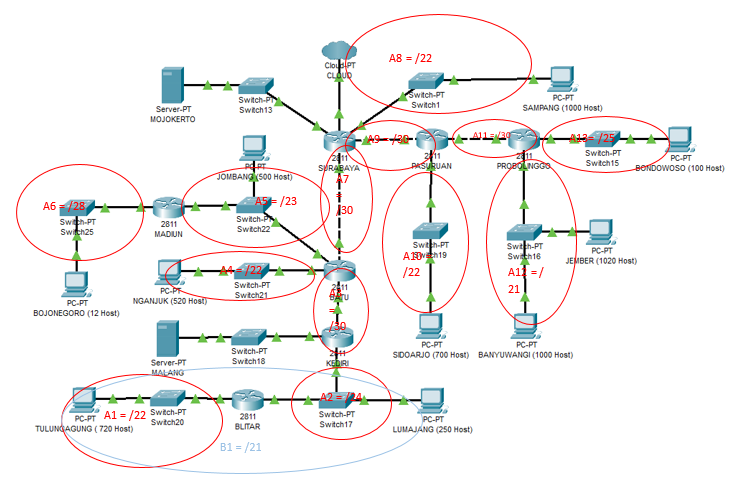 Cloud-PT
CLOUD
A8 = /22
Switch-PT
Switch1
PC-PT
SAMPANG (1000 Host)
Server-PT
MOJOKERTO
Switch-PT
Switch13
2811
SURABAYA
A9 = /30
2811
PASURUAN
A11 = /30
2811
PROBOLINGGO
A13 = /25
Switch-PT
Switch15
PC-PT
BONDOWOSO (100 Host)
PC-PT
JOMBANG (500 Host)
A7
=
/30
A6 = /28
Switch-PT
Switch25
2811
MADIUN
A5 = /23
Switch-PT
Switch22
Switch-PT
Switch19
A10
/22
Switch-PT
Switch16
A12 = /
21
PC-PT
JEMBER (1020 Host)
PC-PT
BOJONEGORO (12 Host)
PC-PT
NGANJUK (520 Host)
A4 = /22
Switch-PT
Switch21
2811
BATU
=
/30
Server-PT
MALANG
Switch-PT
Switch18
2811
KEDIRI
PC-PT
SIDOARJO (700 Host)
PC-PT
BANYUWANGI (1000 Host)
PC-PT
TULUNGAGUNG ( 720 Host)
A1 = /22
Switch-PT
Switch20
2811
BLITAR
A2 = /24
Switch-PT
Switch17
PC-PT
LUMAJANG (250 Host)
B1 = /21